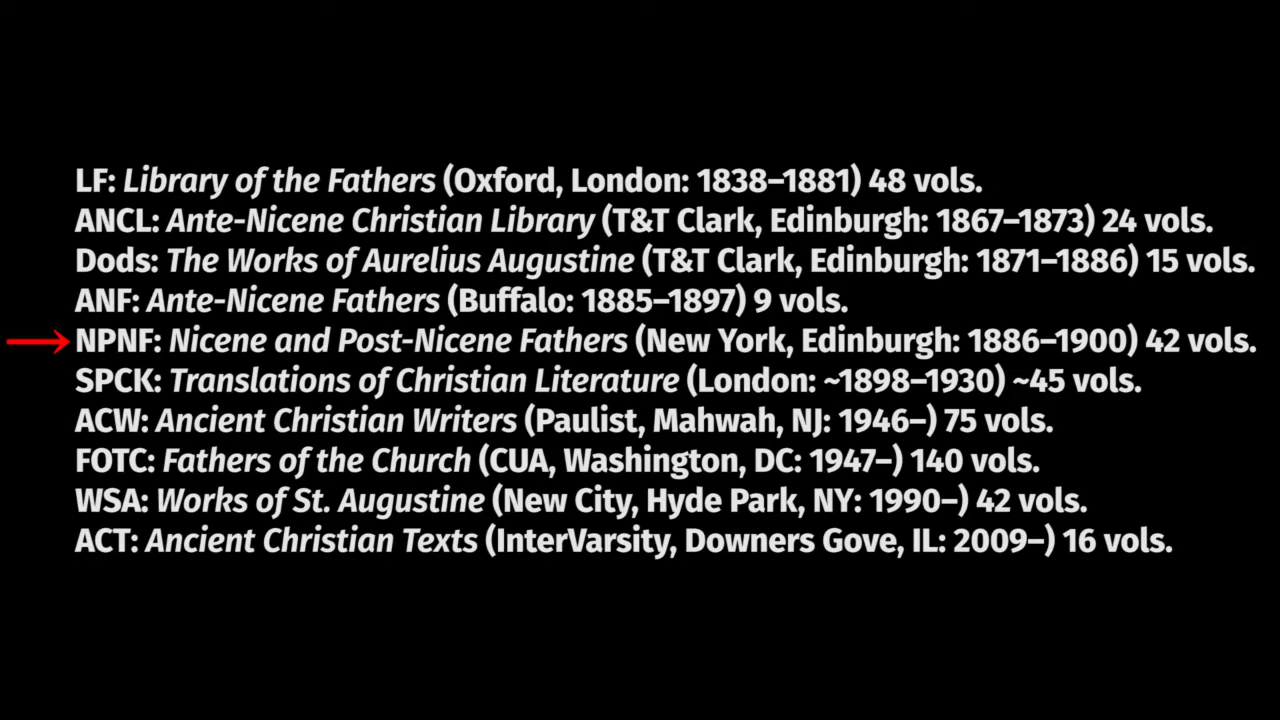 LF: Library of the Fathers (Oxford, London: 1838–1881) 48 vols.
ANCL: Ante-Nicene Christian Library (T&T Clark, Edinburgh: 1867–1873) 24 vols.
Dods: The Works of Aurelius Augustine (T&T Clark, Edinburgh: 1871–1886) 15 vols.
ANF: Ante-Nicene Fathers (Buffalo: 1885–1897) 9 vols.
NPNF: Nicene and Post-Nicene Fathers (New York, Edinburgh: 1886–1900) 42 vols.
SPCK: Translations of Christian Literature (London: ~1898–1930) ~45 vols.
ACW: Ancient Christian Writers (Paulist, Mahwah, NJ: 1946–) 75 vols.
FOTC: Fathers of the Church (CUA, Washington, DC: 1947–) 140 vols.
WSA: Works of St. Augustine (New City, Hyde Park, NY: 1990–) 42 vols.
ACT: Ancient Christian Texts (InterVarsity, Downers Gove, IL: 2009–) 16 vols.